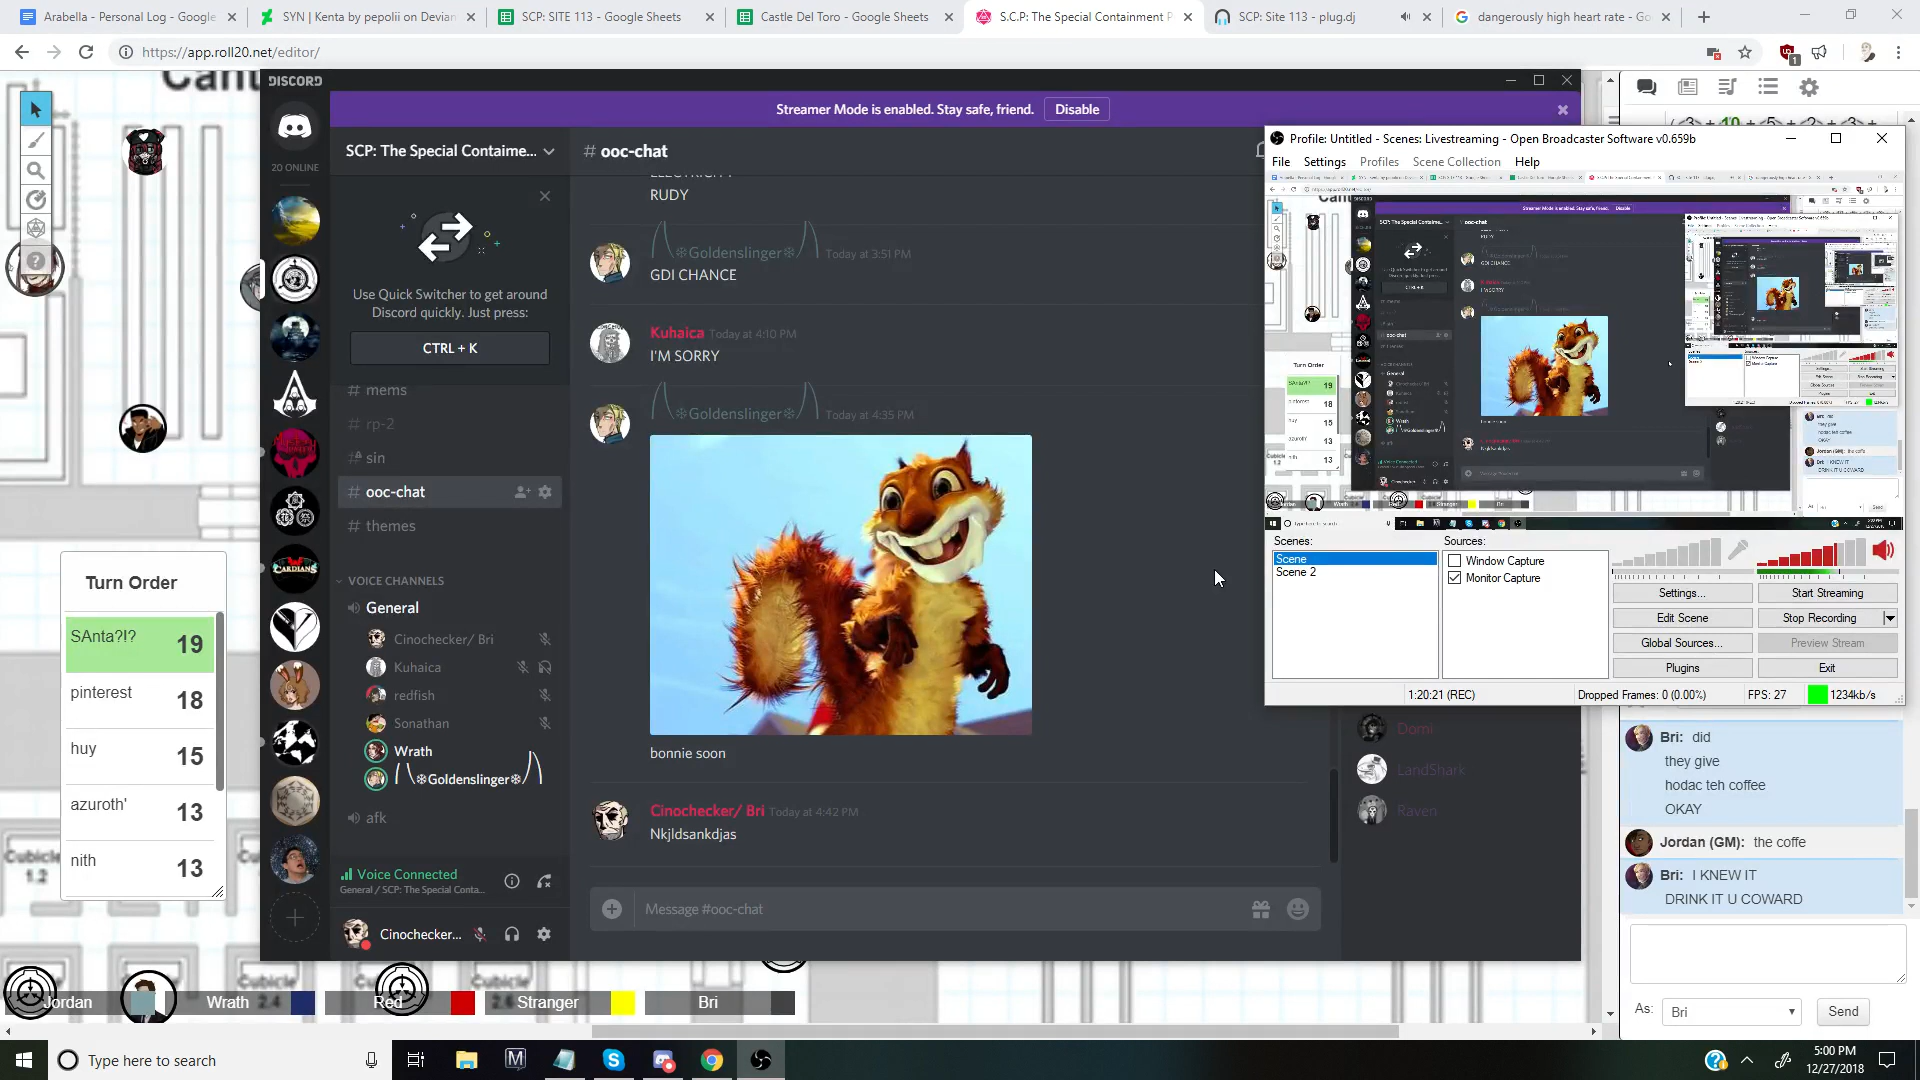 Arabella - Personal Log - Google
SYN | Kenta by pepolii on Devian
SCP: SITE 113 - Google Sheets
Castle Del Toro - Google Sheets
S.C.P: The Special Containment P
SCP: Site 113 - plug.dj
dangerously high heart rate - Go
https://app.roll20.net/editor/
DISCORD
20 ONLINE
Streamer Mode is enabled. Stay safe, friend.
Disable
SCP: The Special Containme...
# ooc-chat
Use Quick Switcher to get around
Discord quickly. Just press:
CTRL + K
# mems
# rp-2
sin
# ooc-chat
# themes
VOICE CHANNELS
General
Cinochecker/ Bri
Kuhaica
redfish
Sonathan
Wrath
❄Goldenslinger❄
afk
Voice Connected
General / SCP: The Special Conta...
Cinochecker...
RUDY
❄Goldenslinger❄ Today at 3:51 PM
GDI CHANCE
Kuhaica Today at 4:10 PM
I'M SORRY
❄Goldenslinger❄ Today at 4:35 PM
bonnie soon
Cinochecker/ Bri Today at 4:42 PM
Nkjldsankdjas
Message #ooc-chat
Domi
LandShark
Raven
Turn Order
SAnta?!? 19
pinterest 18
huy 15
azuroth' 13
nith 13
Profile: Untitled - Scenes: Livestreaming - Open Broadcaster Software v0.659b
File Settings Profiles Scene Collection Help
Scenes:
Scene
Scene 2
Sources:
Window Capture
Monitor Capture
Settings...
Start Streaming
Edit Scene
Stop Recording
Global Sources...
Preview Stream
Plugins
Exit
1:20:21 (REC)
Dropped Frames: 0 (0.00%)
FPS: 27
1234kb/s
Bri: did
they give
hodac teh coffee
OKAY
Jordan (GM): the coffe
Bri: I KNEW IT
DRINK IT U COWARD
As: Bri
Send
Jordan
Wrath
Red
Stranger
Bri
Type here to search
5:00 PM
12/27/2018